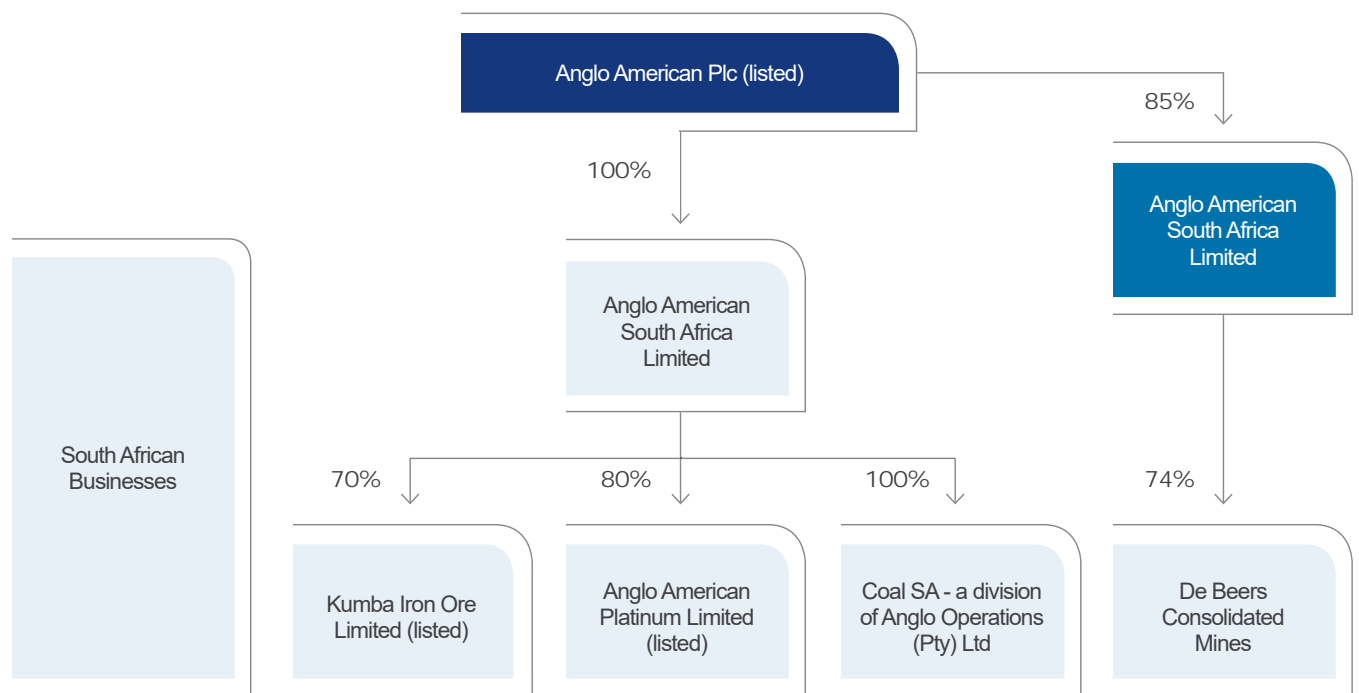 Anglo American Plc (listed)
85%
100%
Anglo American
South Africa
Limited
Anglo American
South Africa
Limited
South African
Businesses
70%
80%
100%
74%
Kumba Iron Ore
Limited (listed)
Anglo American
Platinum Limited
(listed)
Coal SA - a division
of Anglo Operations
(Pty) Ltd
De Beers
Consolidated
Mines